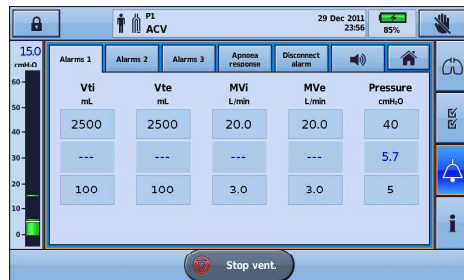 P1
ACV
29 Dec 2011
23:56
85%
15.0
cmH2O
Alarms 1
Alarms 2
Alarms 3
Apnoea
response
Disconnect
alarm
60
50
40
30
20
10
0
Vti Vte MVi MVe Pressure
mL mL L/min L/min cmH2O
2500 2500 20.0 20.0 40
--- --- --- --- 5.7
100 100 3.0 3.0 5
i
Stop vent.